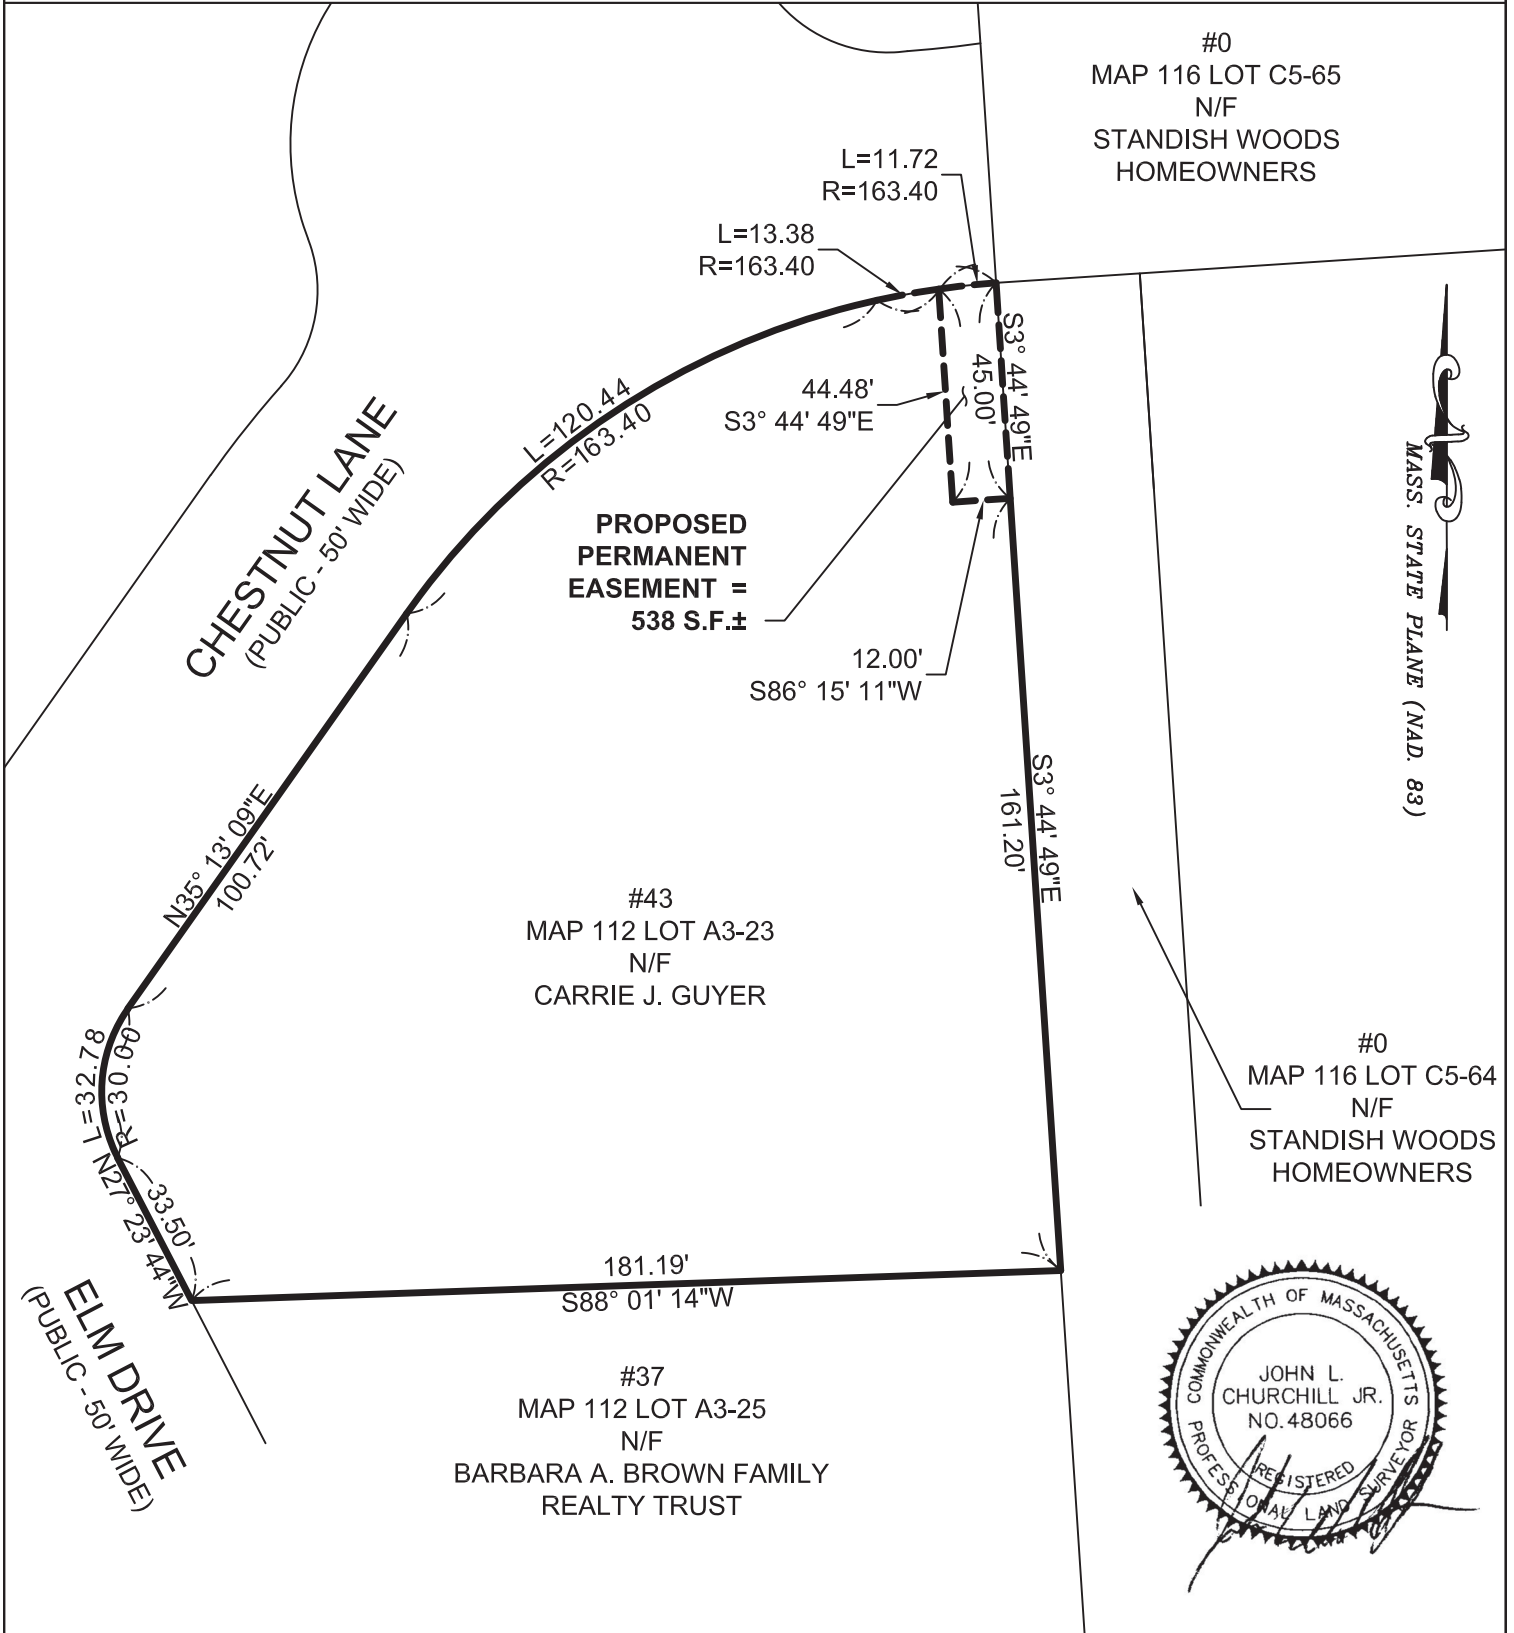 #0
MAP 116 LOT C5-65
N/F
STANDISH WOODS
HOMEOWNERS
L=11.72
R=163.40
L=13.38
R=163.40
S3° 44' 49"E
45.00'
44.48'
S3° 44' 49"E
L=120.44
R=163.40
CHESTNUT LANE
(PUBLIC - 50' WIDE)
PROPOSED
PERMANENT
EASEMENT =
538 S.F.±
12.00'
S86° 15' 11"W
MASS. STATE PLANE (NAD. 83)
N35° 13' 09"E
100.72'
S3° 44' 49"E
161.20'
#43
MAP 112 LOT A3-23
N/F
CARRIE J. GUYER
L=32.78
R=30.00
#0
MAP 116 LOT C5-64
N/F
STANDISH WOODS
HOMEOWNERS
33.50'
N27° 23' 44"W
181.19'
S88° 01' 14"W
ELM DRIVE
(PUBLIC - 50' WIDE)
#37
MAP 112 LOT A3-25
N/F
BARBARA A. BROWN FAMILY
REALTY TRUST
COMMONWEALTH OF MASSACHUSETTS
JOHN L.
CHURCHILL JR.
NO.48066
REGISTERED
PROFESSIONAL LAND SURVEYOR